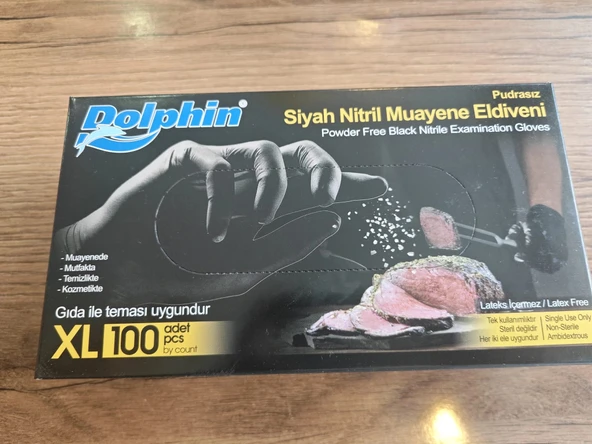 Dolphin®
Pudrasız
Siyah Nitril Muayene Eldiveni
Powder Free Black Nitrile Examination Gloves
- Muayenede
- Mutfakta
- Temizlikte
- Kozmetikte
Gıda ile teması uygundur
XL 100 adet
pcs
by count
Lateks İçermez / Latex Free
Tek kullanımlıktır Single Use Only
Steril değildir Non-Sterile
Her iki ele uygundur Ambidextrous